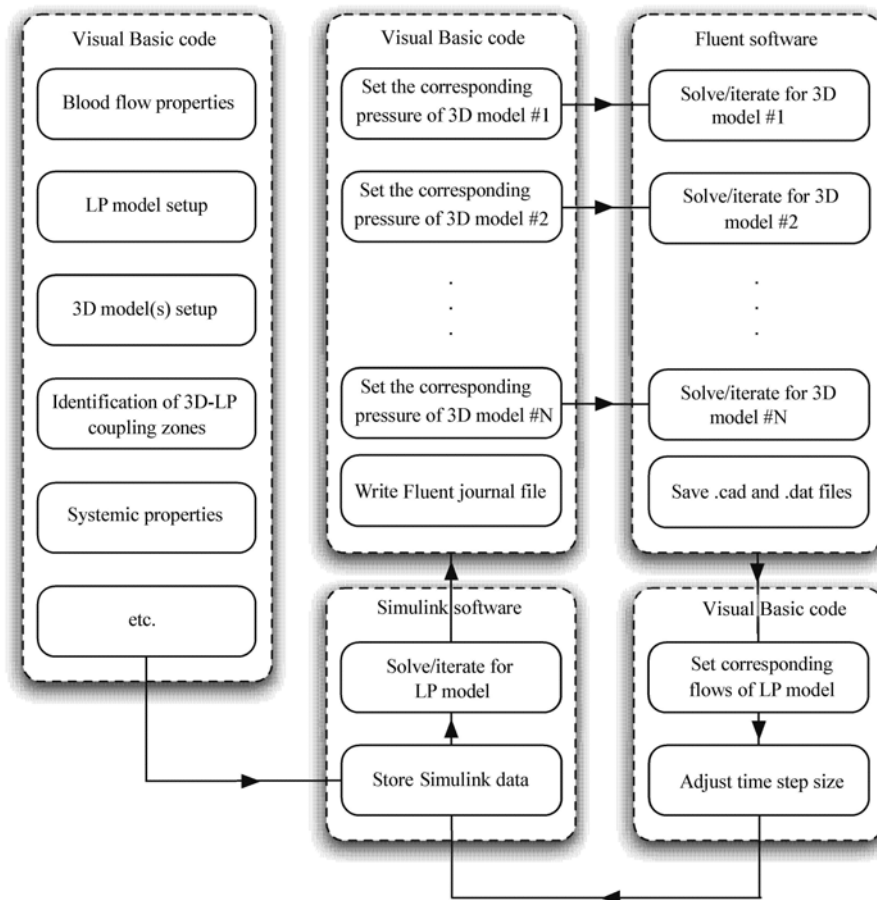 Visual Basic code
Blood flow properties
LP model setup
3D model(s) setup
Identification of 3D-LP
coupling zones
Systemic properties
etc.
Visual Basic code
Set the corresponding
pressure of 3D model #1
Set the corresponding
pressure of 3D model #2
.
.
.
Set the corresponding
pressure of 3D model #N
Write Fluent journal file
Fluent software
Solve/iterate for 3D
model #1
Solve/iterate for 3D
model #2
.
.
.
Solve/iterate for 3D
model #N
Save .cad and .dat files
Simulink software
Solve/iterate for
LP model
Store Simulink data
Visual Basic code
Set corresponding
flows of LP model
Adjust time step size